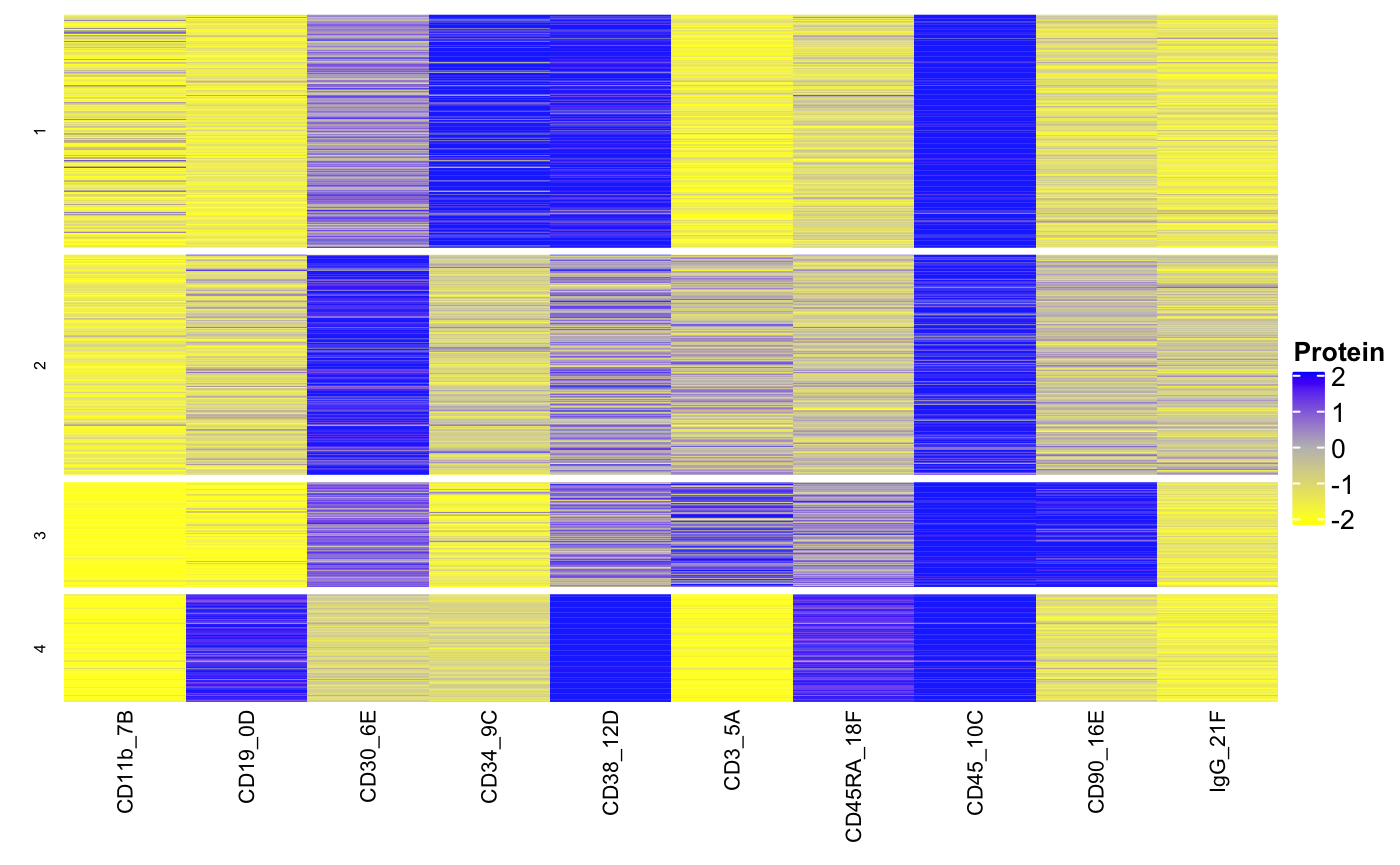 1
2
3
4
Protein
2
1
0
-1
-2
CD11b_7B
CD19_0D
CD30_6E
CD34_9C
CD38_12D
CD3_5A
CD45RA_18F
CD45_10C
CD90_16E
IgG_21F